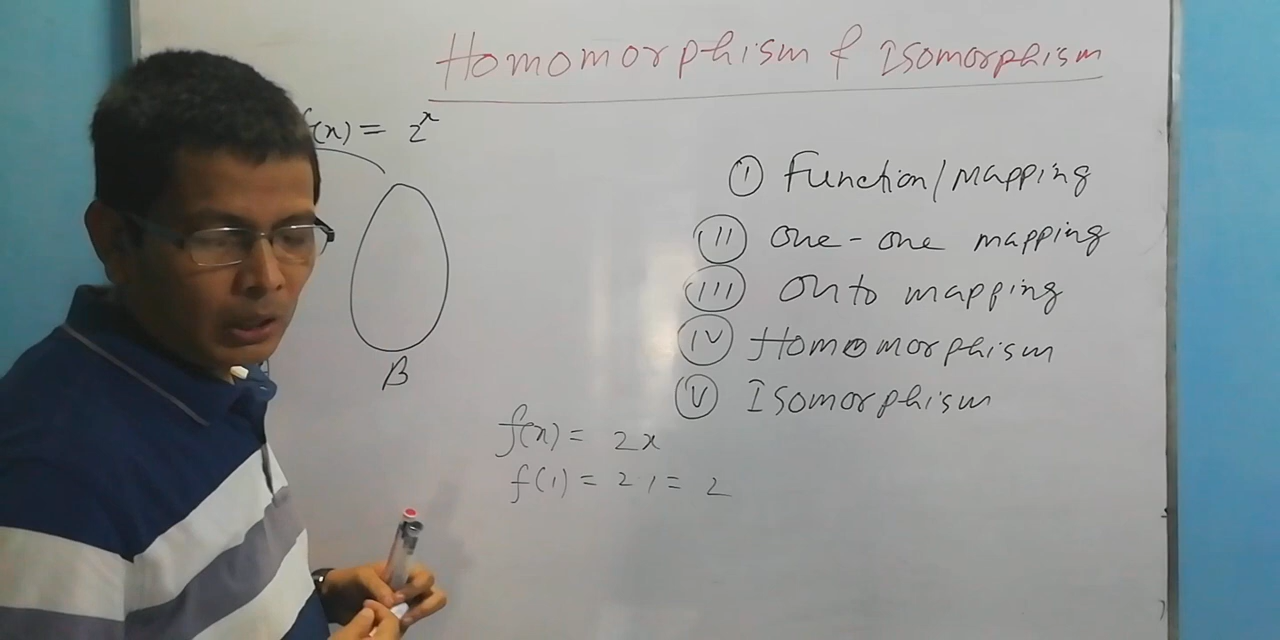 Homomorphism & Isomorphism
f(x) = 2^x
(I) Function/Mapping
(II) One-one mapping
(III) Onto mapping
(IV) Homomorphism
(V) Isomorphism
B
f(x) = 2x
f(1) = 2 1 = 2